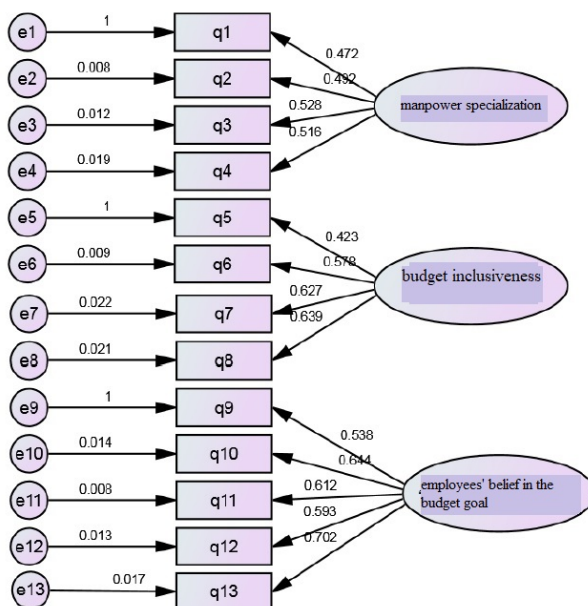 e1 1 q1
0.472
e2 0.008 q2
0.492
manpower specialization
e3 0.012 q3
0.528
0.516
e4 0.019 q4
e5 1 q5
0.423
e6 0.009 q6
0.578
budget inclusiveness
0.627
e7 0.022 q7
0.639
e8 0.021 q8
e9 1 q9
0.538
e10 0.014 q10
0.644
employees' belief in the
budget goal
e11 0.008 q11
0.612
0.593
e12 0.013 q12
0.702
e13 0.017 q13